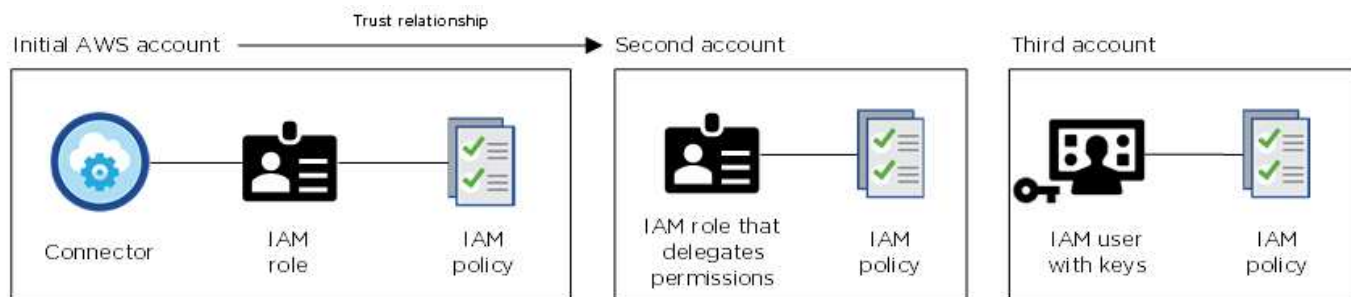 Trust relationship
Initial AWS account
Second account
Third account
Connector
IAM
role
IAM
policy
IAM role that
delegates
permissions
IAM
policy
IAM user
with keys
IAM
policy